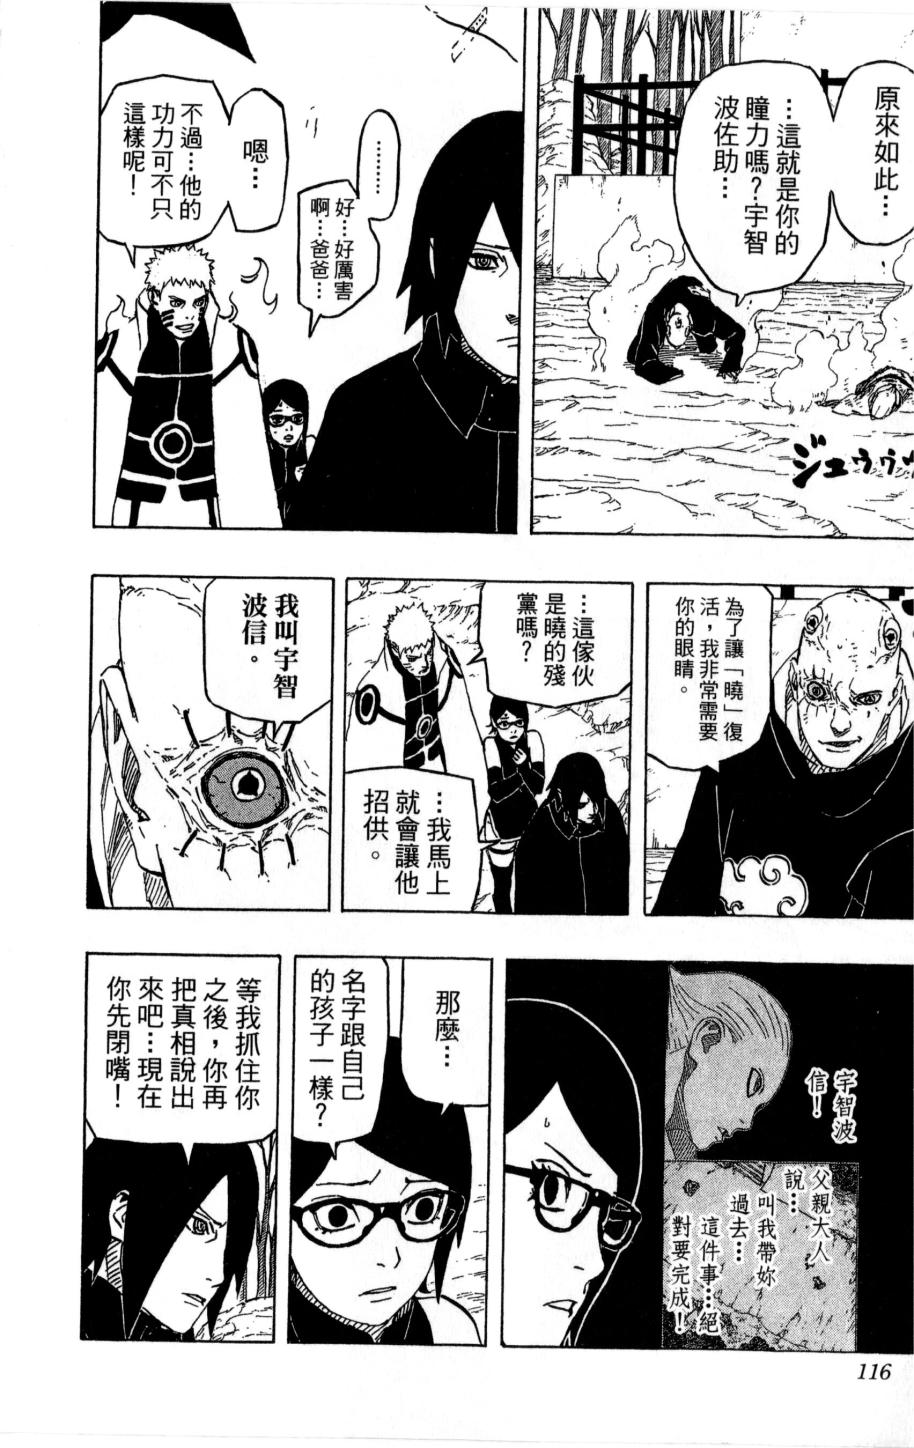 原來如此…
…這就是你的
瞳力嗎？宇智
波佐助…
ジュウゥゥ
………
好…好厲害
啊…爸爸…
嗯…
不過…他的
功力可不只
這樣呢！
為了讓「曉」復
活，我非常需要
你的眼睛。
…這傢伙
是曉的殘
黨嗎？
…我馬上
就會讓他
招供。
我叫宇智
波信。
宇智波
信！
父親大人
說…
叫我帶妳
過去…
這件事…絕
對要完成！
那麼…
名字跟自己
的孩子一樣？
等我抓住你
之後，你再
把真相說出
來吧…現在
你先閉嘴！
116